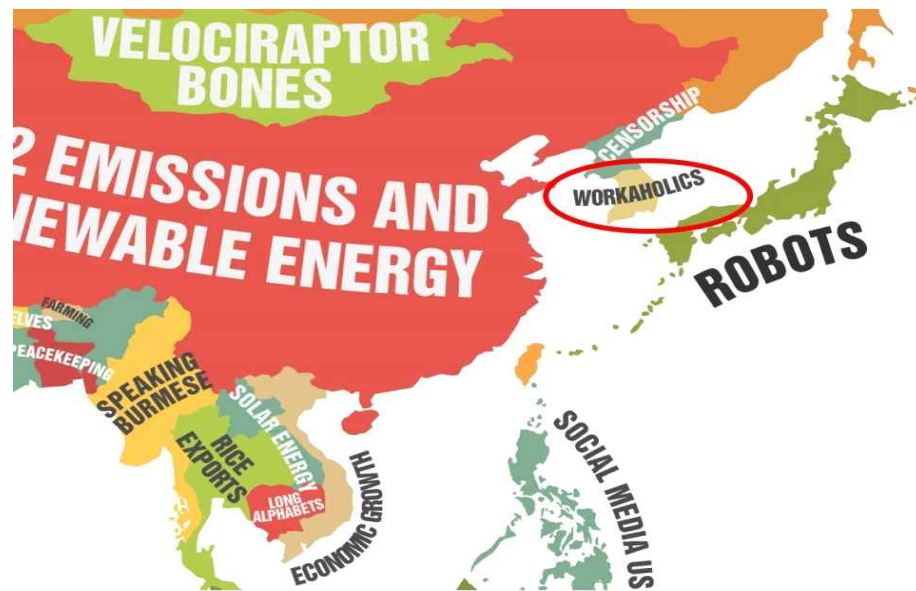 VELOCIRAPTOR
BONES
CENSORSHIP
2 EMISSIONS AND
NEWABLE ENERGY
WORKAHOLICS
ROBOTS
FARMING
ELVES
PEACEKEEPING
SPEAKING
BURMESE
SOLAR ENERGY
RICE
EXPORTS
LONG
ALPHABETS
ECONOMIC GROWTH
SOCIAL MEDIA US